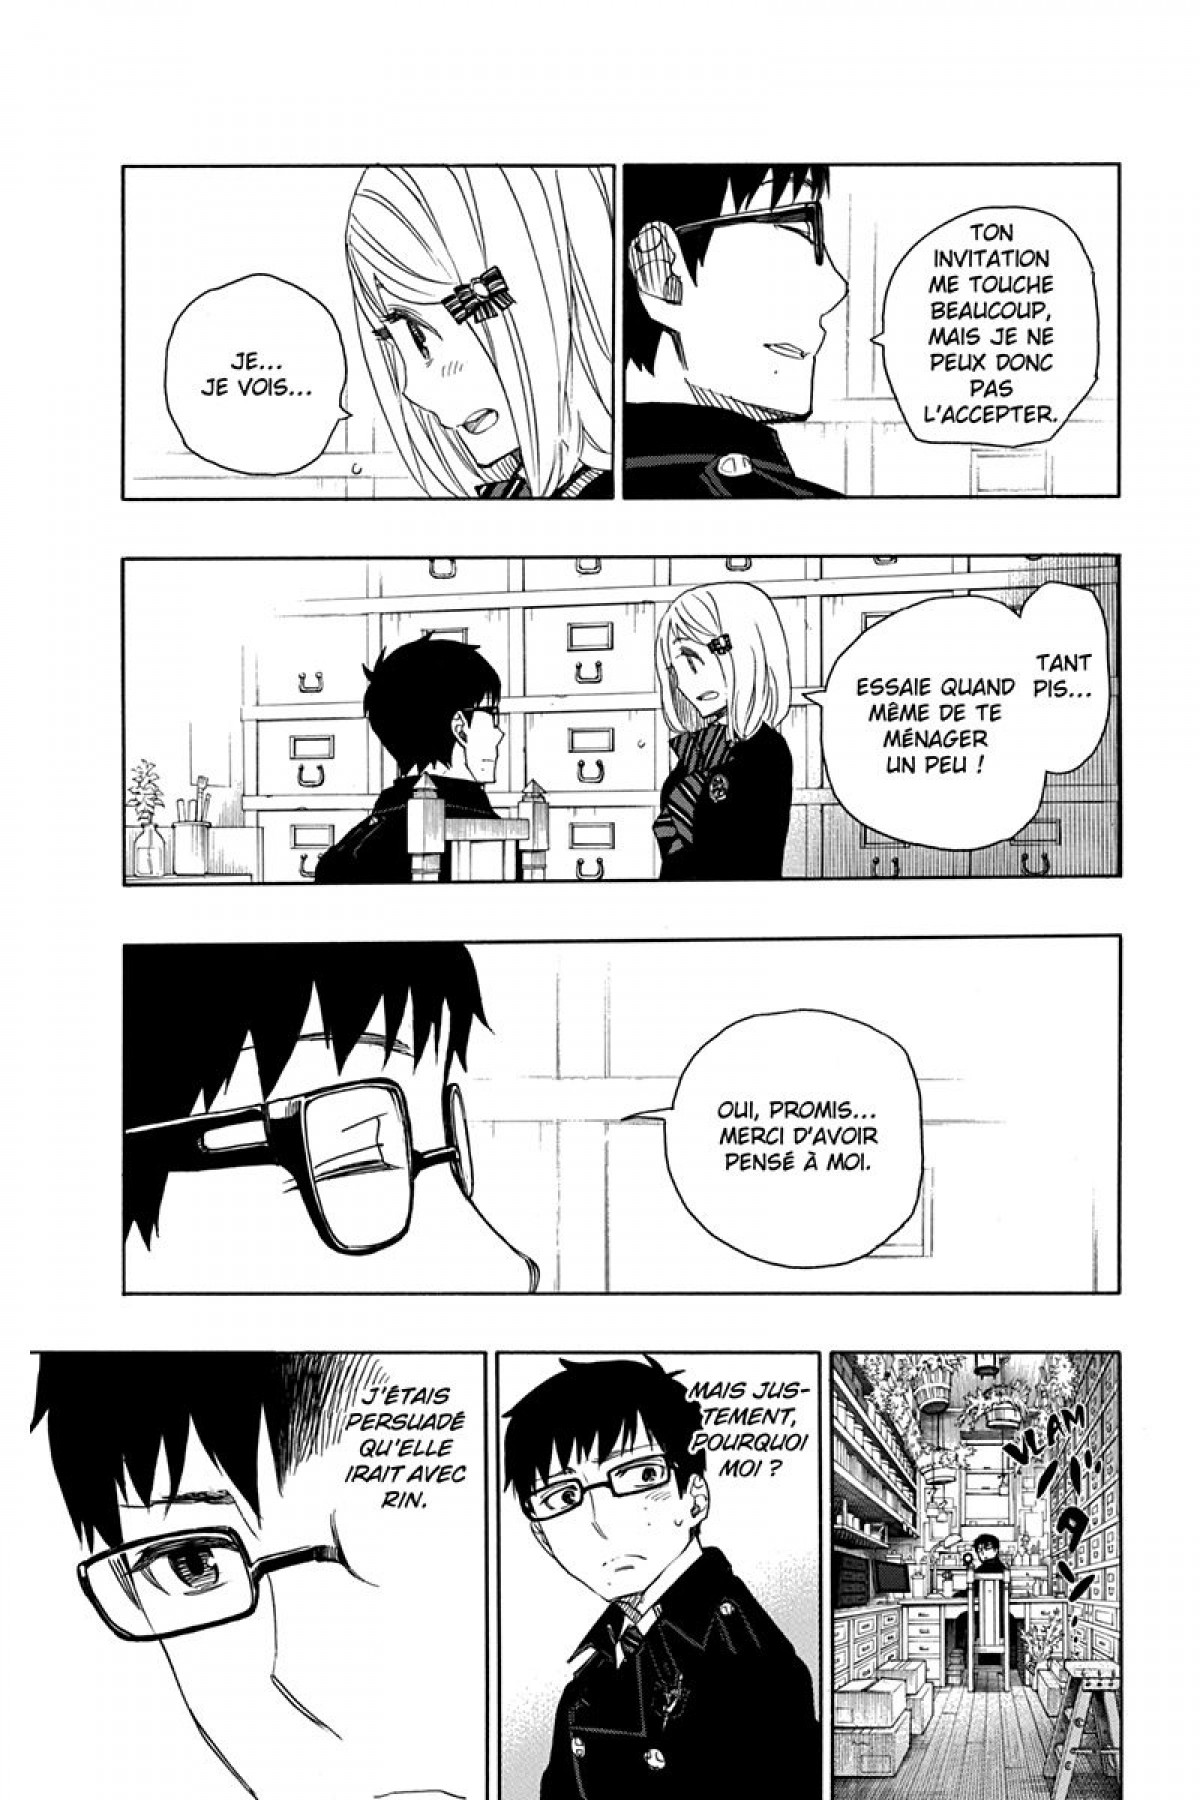 TON
INVITATION
ME TOUCHE
BEAUCOUP,
MAIS JE NE
PEUX DONC
PAS
L'ACCEPTER.
JE...
JE VOIS...
TANT
PIS...
ESSAIE QUAND
MÊME DE TE
MÉNAGER
UN PEU !
OUI, PROMIS...
MERCI D'AVOIR
PENSÉ À MOI.
VLAM
MAIS JUS-
TEMENT,
POURQUOI
MOI ?
J'ÉTAIS
PERSUADÉ
QU'ELLE
IRAIT AVEC
RIN.